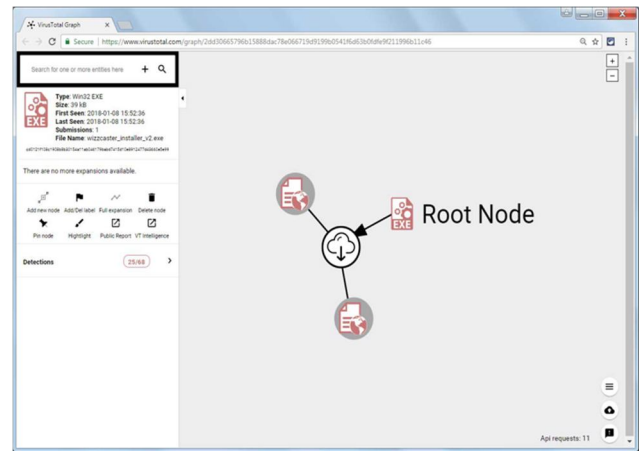 VirusTotal Graph
Secure | https://www.virustotal.com/graph/2dd30665796b15888dac78e066719d9199b0541f6d63b0fdfe9f211996b11c46
Search for one or more entities here
Type: Win32 EXE
Size: 39 kB
First Seen: 2018-01-08 15:52:36
Last Seen: 2018-01-08 15:52:36
Submissions: 1
File Name: wizzcaster_installer_v2.exe
EXE
There are no more expansions available.
Add new node Add/Del label Full expansion Delete node
Pin node Highlight Public Report VT Intelligence
Detections 25/68
EXE
Root Node
Api requests: 11